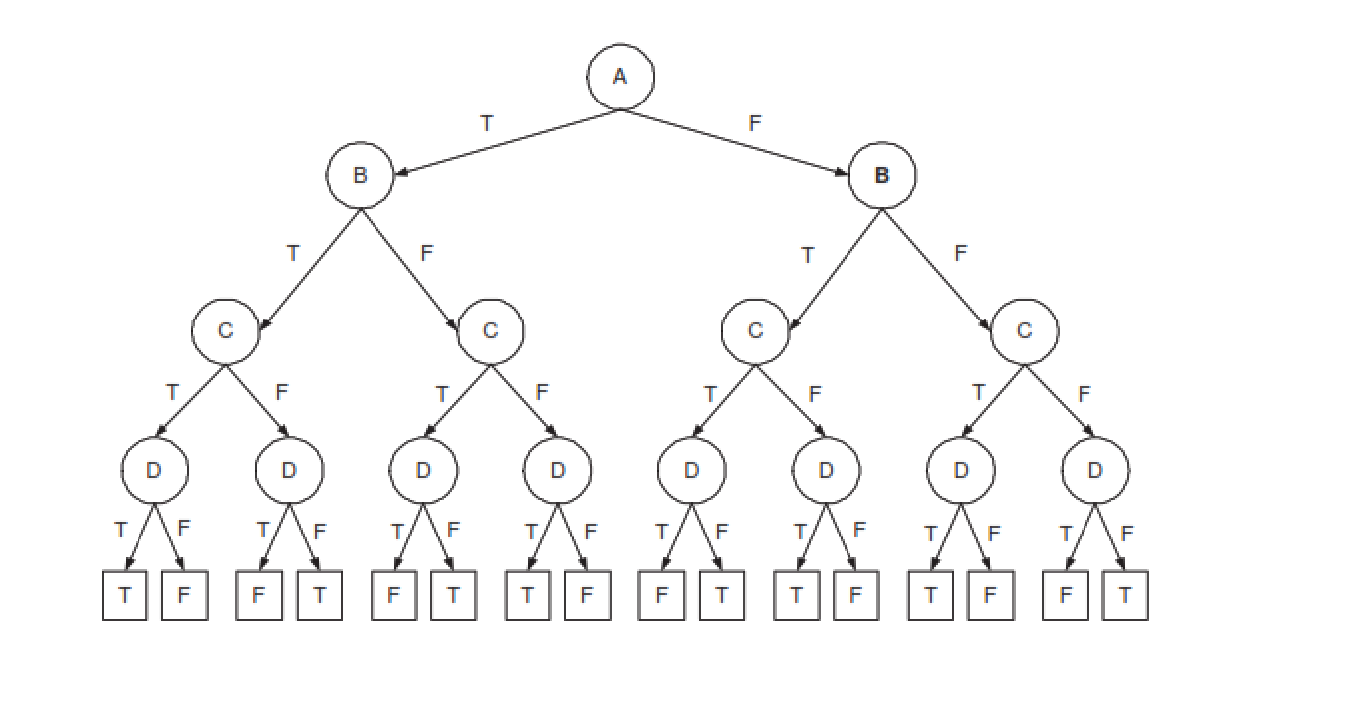 A
T F
B B
T F T F
C C C C
T F T F T F T F
D D D D D D D D
T F T F T F T F T F T F T F T F
T F F T F T T F F T T F T F F T